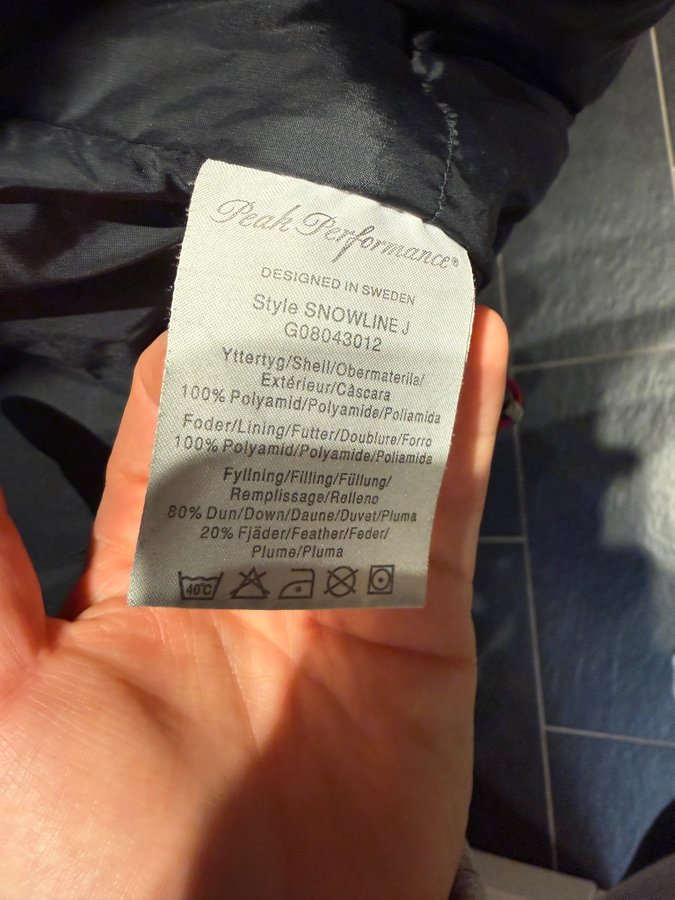 Peak Performance®
DESIGNED IN SWEDEN
Style SNOWLINE J
G08043012
Yttertyg/Shell/Obermaterila/
Extérieur/Càscara
100% Polyamid/Polyamide/Poliamida
Foder/Lining/Futter/Doublure/Forro
100% Polyamid/Polyamide/Poliamida
Fyllning/Filling/Füllung/
Remplissage/Relleno
80% Dun/Down/Daune/Duvet/Pluma
20% Fjäder/Feather/Feder/
Plume/Pluma
40°C